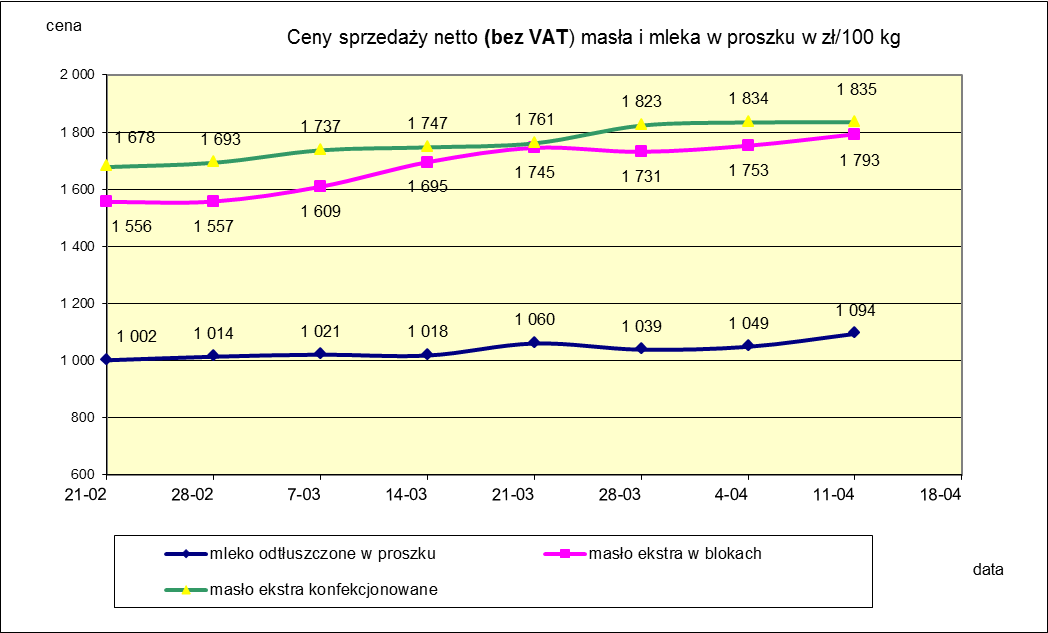 cena
Ceny sprzedaży netto (bez VAT) masła i mleka w proszku w zł/100 kg
2 000
1 800
1 600
1 400
1 200
1 000
800
600
1 678 1 693 1 737 1 747 1 761 1 823 1 834 1 835
1 556 1 557 1 609 1 695 1 745 1 731 1 753 1 793
1 002 1 014 1 021 1 018 1 060 1 039 1 049 1 094
21-02 28-02 7-03 14-03 21-03 28-03 4-04 11-04 18-04
mleko odtłuszczone w proszku masło ekstra w blokach
masło ekstra konfekcjonowane
data